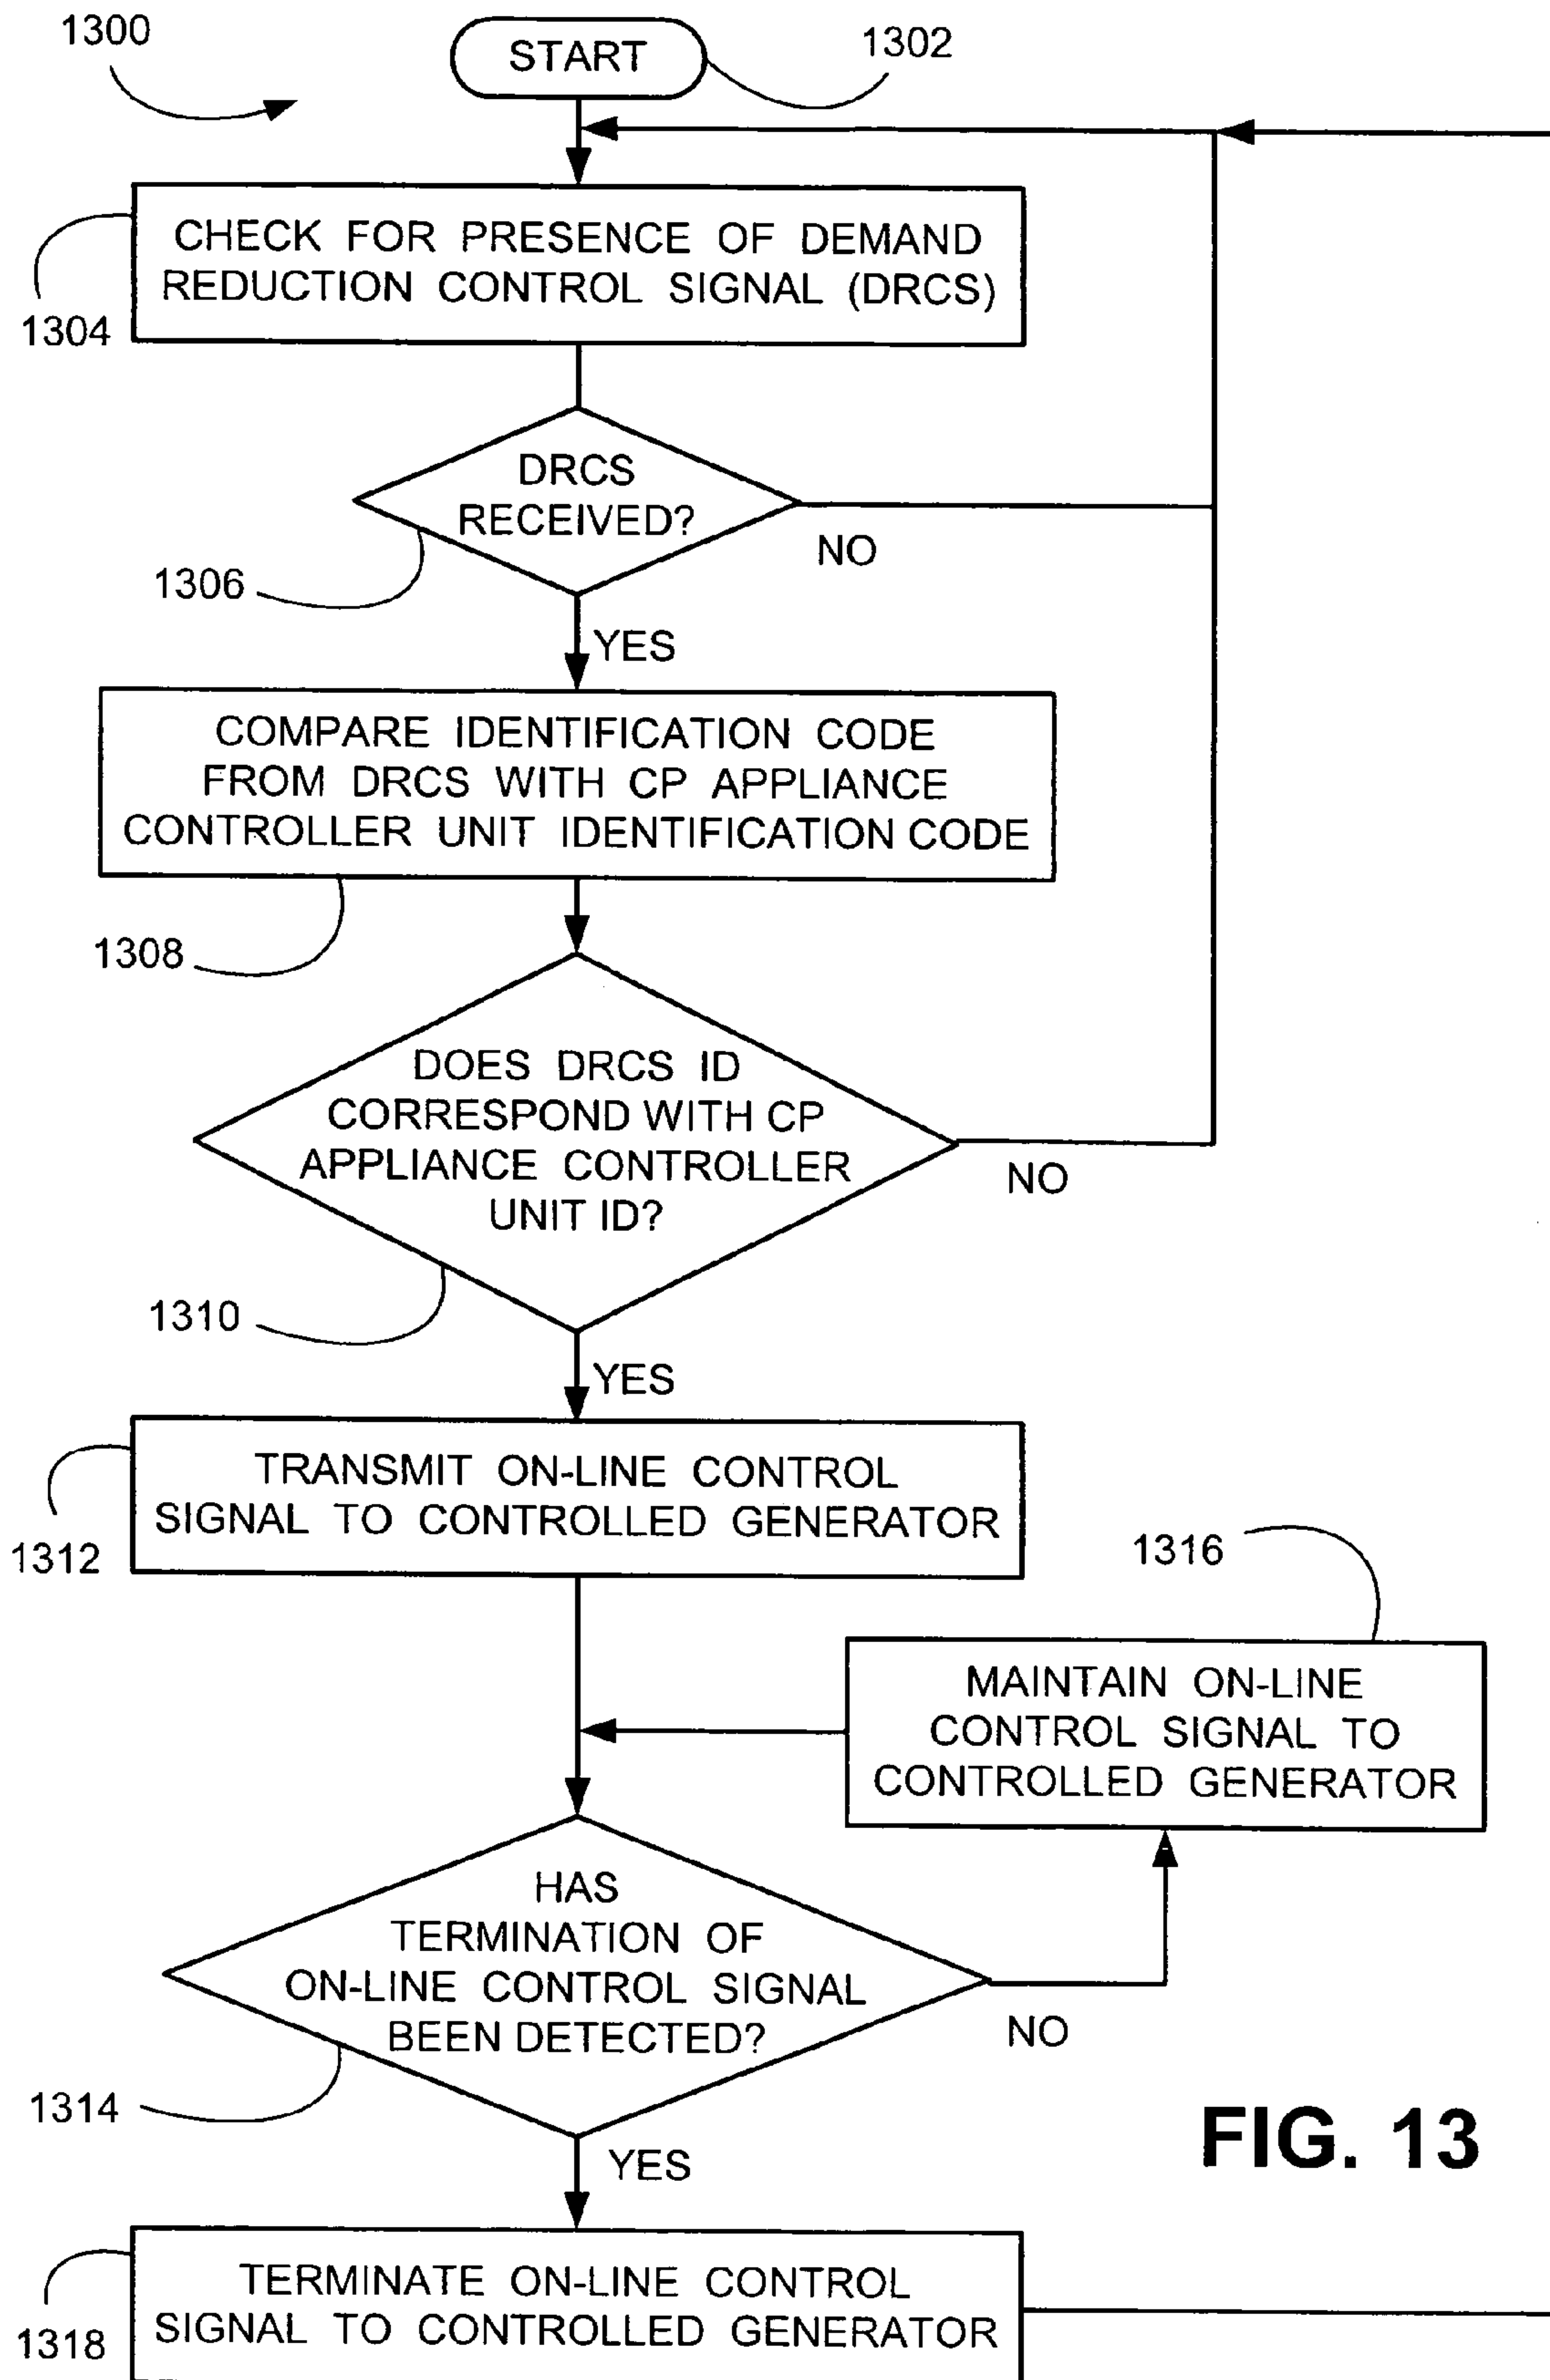 1300
START
1302
CHECK FOR PRESENCE OF DEMAND
REDUCTION CONTROL SIGNAL (DRCS)
1304
DRCS
RECEIVED?
NO
1306
YES
COMPARE IDENTIFICATION CODE
FROM DRCS WITH CP APPLIANCE
CONTROLLER UNIT IDENTIFICATION CODE
1308
DOES DRCS ID
CORRESPOND WITH CP
APPLIANCE CONTROLLER
UNIT ID?
NO
1310
YES
TRANSMIT ON-LINE CONTROL
SIGNAL TO CONTROLLED GENERATOR
1312
1316
MAINTAIN ON-LINE
CONTROL SIGNAL TO
CONTROLLED GENERATOR
HAS
TERMINATION OF
ON-LINE CONTROL SIGNAL
BEEN DETECTED?
NO
1314
YES
FIG. 13
TERMINATE ON-LINE CONTROL
SIGNAL TO CONTROLLED GENERATOR
1318